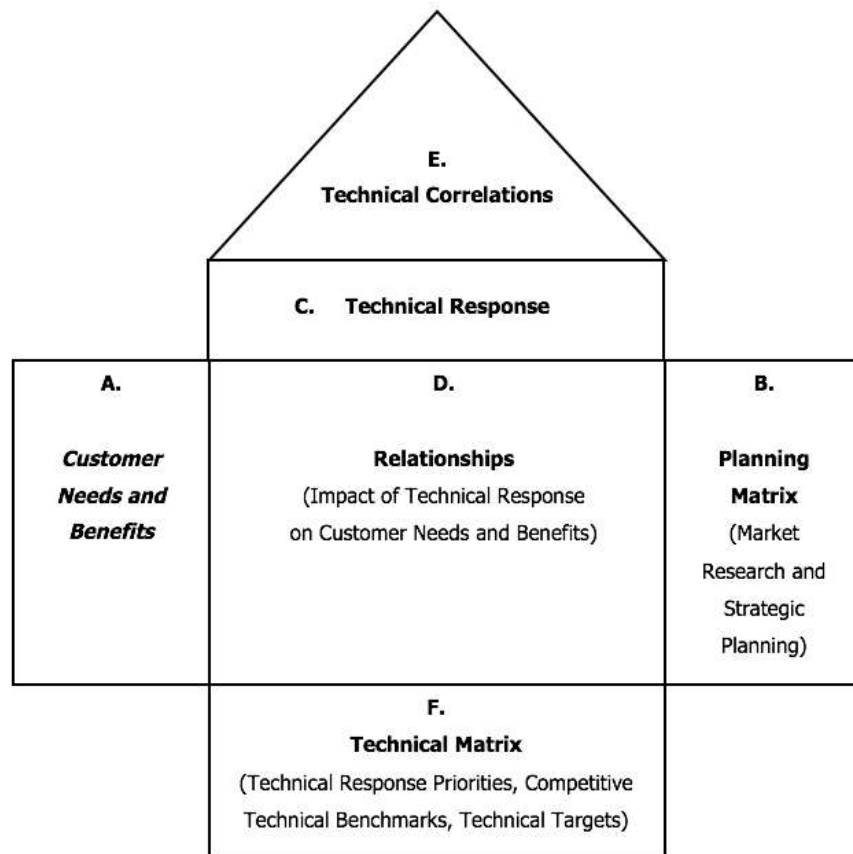 E.
Technical Correlations
C. Technical Response
A.
Customer
Needs and
Benefits
D.
Relationships
(Impact of Technical Response
on Customer Needs and Benefits)
B.
Planning
Matrix
(Market
Research and
Strategic
Planning)
F.
Technical Matrix
(Technical Response Priorities, Competitive
Technical Benchmarks, Technical Targets)